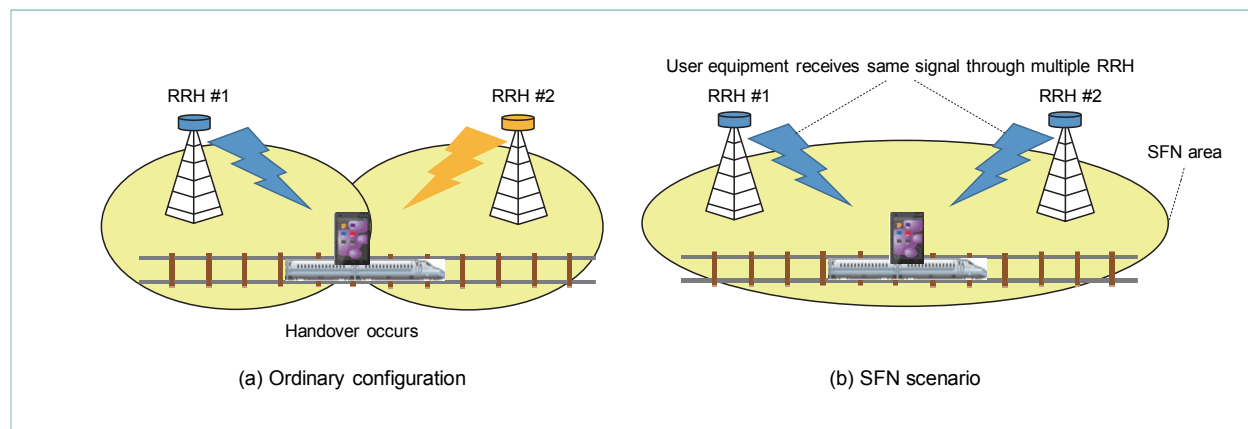 RRH #1
RRH #2
Handover occurs
(a) Ordinary configuration
User equipment receives same signal through multiple RRH
RRH #1
RRH #2
SFN area
(b) SFN scenario